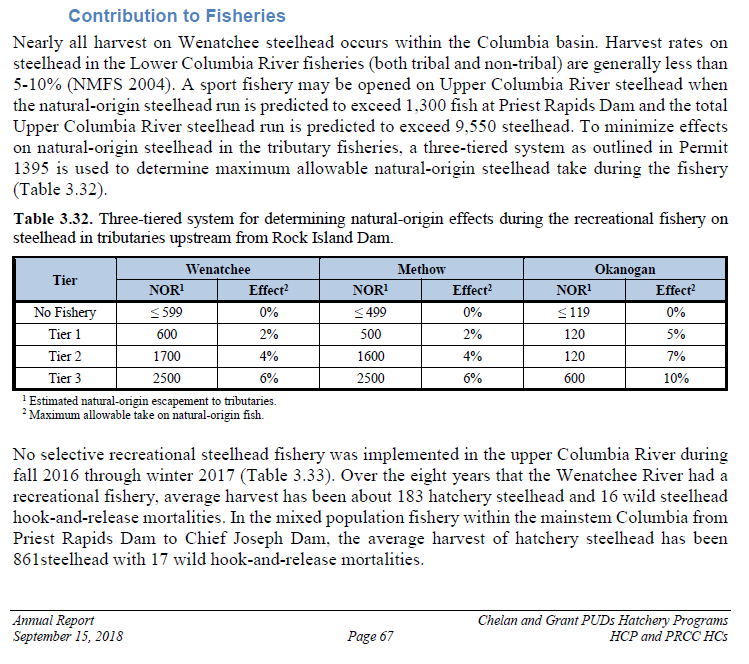 Contribution to Fisheries
Nearly all harvest on Wenatchee steelhead occurs within the Columbia basin. Harvest rates on
steelhead in the Lower Columbia River fisheries (both tribal and non-tribal) are generally less than
5-10% (NMFS 2004). A sport fishery may be opened on Upper Columbia River steelhead when
the natural-origin steelhead run is predicted to exceed 1,300 fish at Priest Rapids Dam and the total
Upper Columbia River steelhead run is predicted to exceed 9,550 steelhead. To minimize effects
on natural-origin steelhead in the tributary fisheries, a three-tiered system as outlined in Permit
1395 is used to determine maximum allowable natural-origin steelhead take during the fishery
(Table 3.32).
Table 3.32. Three-tiered system for determining natural-origin effects during the recreational fishery on
steelhead in tributaries upstream from Rock Island Dam.
Tier Wenatchee Methow Okanogan
NOR¹ Effect² NOR¹ Effect² NOR¹ Effect²
No Fishery ≤ 599 0% ≤ 499 0% ≤ 119 0%
Tier 1 600 2% 500 2% 120 5%
Tier 2 1700 4% 1600 4% 120 7%
Tier 3 2500 6% 2500 6% 600 10%
¹ Estimated natural-origin escapement to tributaries.
² Maximum allowable take on natural-origin fish.
No selective recreational steelhead fishery was implemented in the upper Columbia River during
fall 2016 through winter 2017 (Table 3.33). Over the eight years that the Wenatchee River had a
recreational fishery, average harvest has been about 183 hatchery steelhead and 16 wild steelhead
hook-and-release mortalities. In the mixed population fishery within the mainstem Columbia from
Priest Rapids Dam to Chief Joseph Dam, the average harvest of hatchery steelhead has been
861steelhead with 17 wild hook-and-release mortalities.
Annual Report Chelan and Grant PUDs Hatchery Programs
September 15, 2018 Page 67 HCP and PRCC HCs